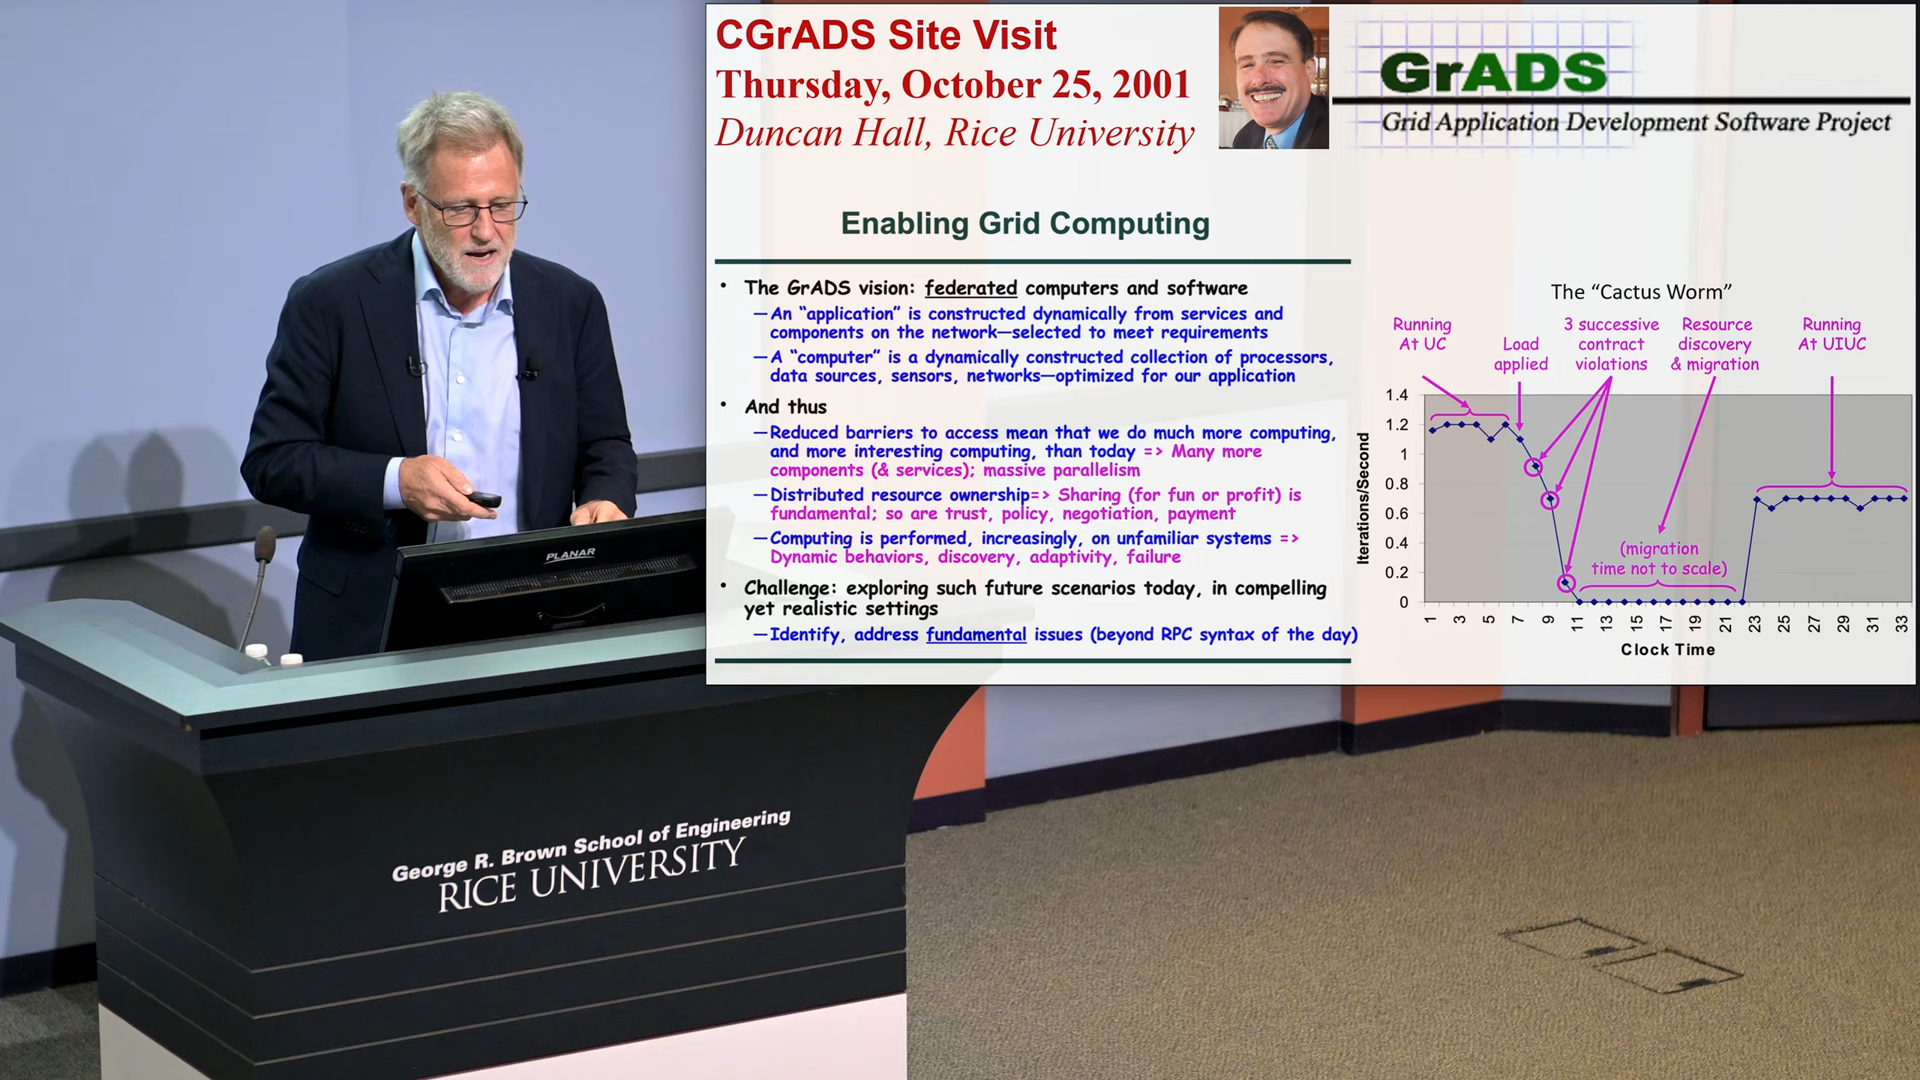 CGrADS Site Visit
Thursday, October 25, 2001
Duncan Hall, Rice University
GrADS
Grid Application Development Software Project
Enabling Grid Computing
• The GrADS vision: federated computers and software
—An “application” is constructed dynamically from services and
components on the network—selected to meet requirements
—A “computer” is a dynamically constructed collection of processors,
data sources, sensors, networks—optimized for our application
• And thus
—Reduced barriers to access mean that we do much more computing,
and more interesting computing, than today => Many more
components (& services); massive parallelism
—Distributed resource ownership=> Sharing (for fun or profit) is
fundamental; so are trust, policy, negotiation, payment
—Computing is performed, increasingly, on unfamiliar systems =>
Dynamic behaviors, discovery, adaptivity, failure
• Challenge: exploring such future scenarios today, in compelling
yet realistic settings
—Identify, address fundamental issues (beyond RPC syntax of the day)
The “Cactus Worm”
Running
At UC
Load
applied
3 successive
contract
violations
Resource
discovery
& migration
Running
At UIUC
Iterations/Second
1.4
1.2
1
0.8
0.6
0.4
0.2
0
(migration
time not to scale)
1 3 5 7 9 11 13 15 17 19 21 23 25 27 29 31 33
Clock Time
PLANAR
George R. Brown School of Engineering
RICE UNIVERSITY